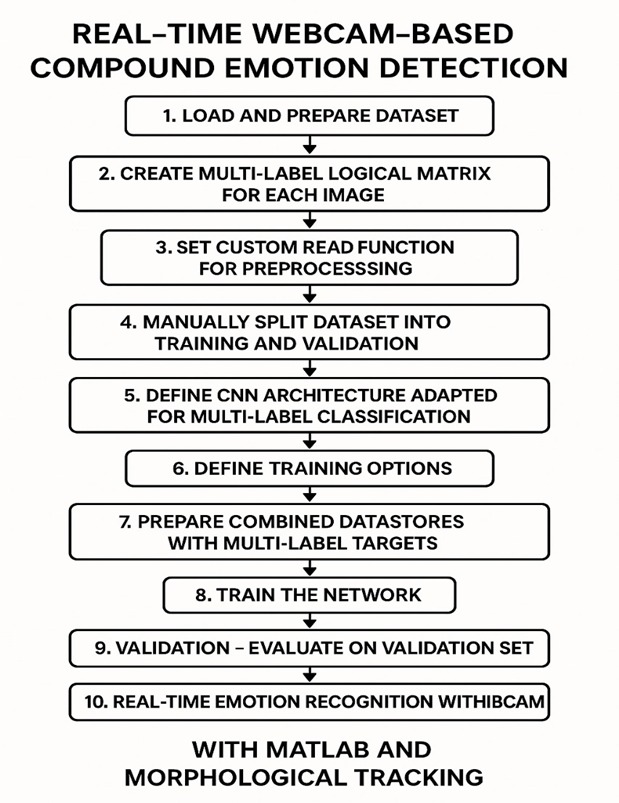 REAL–TIME WEBCAM–BASED
COMPOUND EMOTION DETECTI(ON
1. LOAD AND PREPARE DATASET
2. CREATE MULTI-LABEL LOGICAL MATRIX
FOR EACH IMAGE
3. SET CUSTOM READ FUNCTION
FOR PREPROCESSSING
4. MANUALLY SPLIT DATASET INTO
TRAINING AND VALIDATION
5. DEFINE CNN ARCHITECTURE ADAPTED
FOR MULTI-LABEL CLASSIFICATION
6. DEFINE TRAINING OPTIONS
7. PREPARE COMBINED DATASTORES
WITH MULTI-LABEL TARGETS
8. TRAIN THE NETWORK
9. VALIDATION – EVALUATE ON VALIDATION SET
10. REAL-TIME EMOTION RECOGNITION WITHIBCAM
WITH MATLAB AND
MORPHOLOGICAL TRACKING